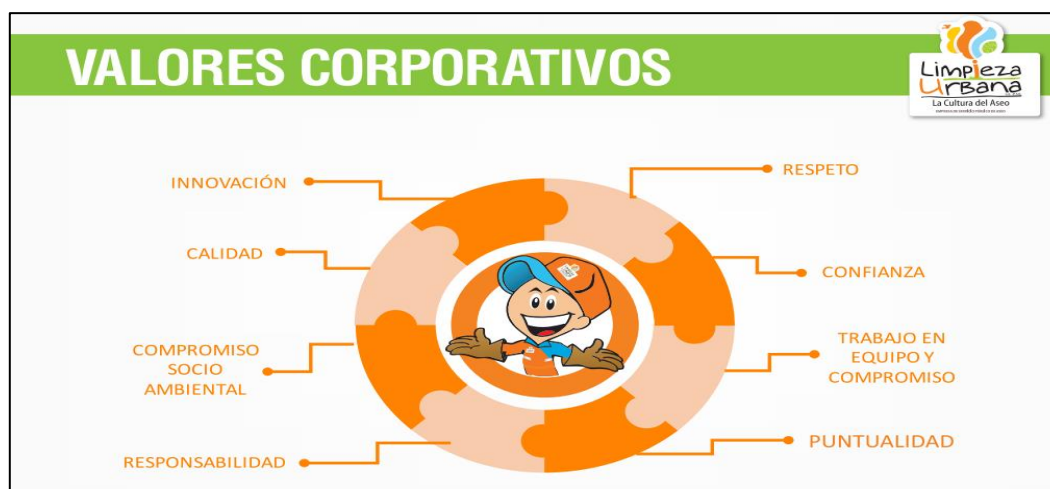 VALORES CORPORATIVOS
Limpieza
Urbana
La Cultura del Aseo
INNOVACIÓN
RESPETO
CALIDAD
CONFIANZA
COMPROMISO
SOCIO
AMBIENTAL
TRABAJO EN
EQUIPO Y
COMPROMISO
RESPONSABILIDAD
PUNTUALIDAD